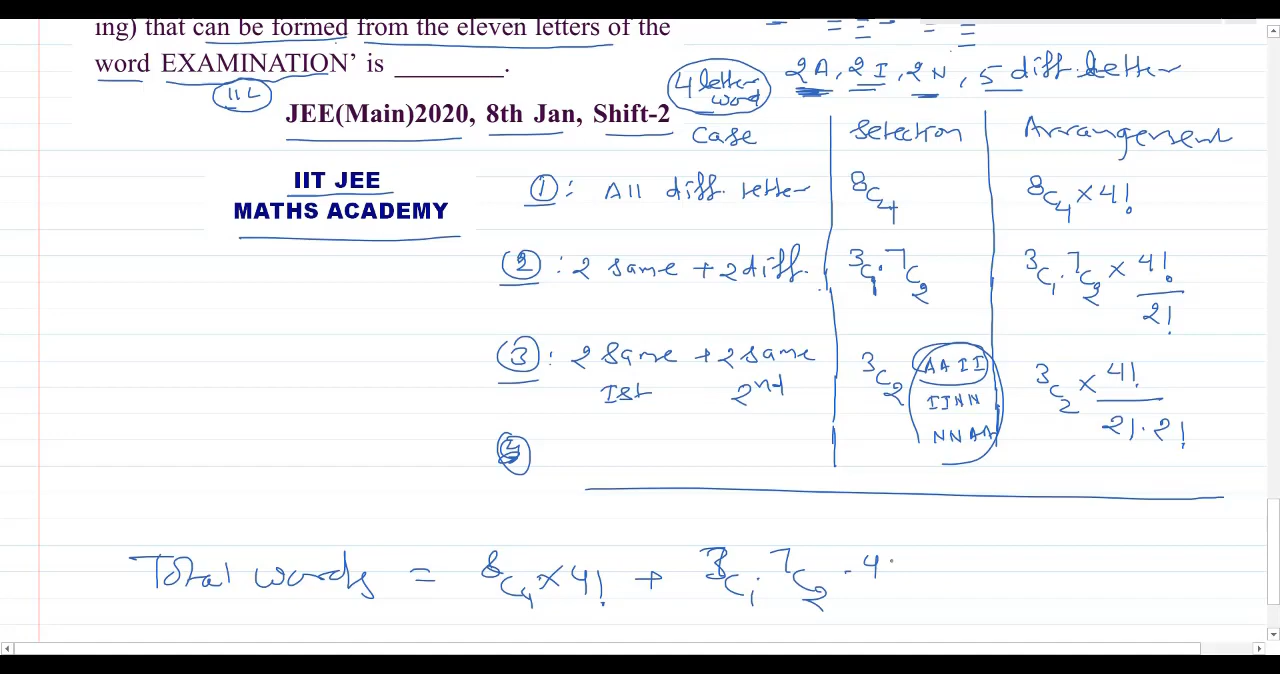 ing) that can be formed from the eleven letters of the
word EXAMINATION' is ________.
11L
4 letter word
2A, 2I, 2N, 5 diff. letter
JEE(Main)2020, 8th Jan, Shift-2
IIT JEE
MATHS ACADEMY
Case Selection Arrangement
① : All diff. letter ⁸C₄ ⁸C₄ × 4!
② : 2 same + 2 diff. ³C₁ · ⁷C₂ ³C₁ · ⁷C₂ × 4!/2!
③ : 2 Same + 2 same ³C₂ AAII ³C₂ × 4!/2!·2!
Ist 2nd IINN
NNAA
Total words = ⁸C₄ × 4! + ³C₁ · ⁷C₂ · 4